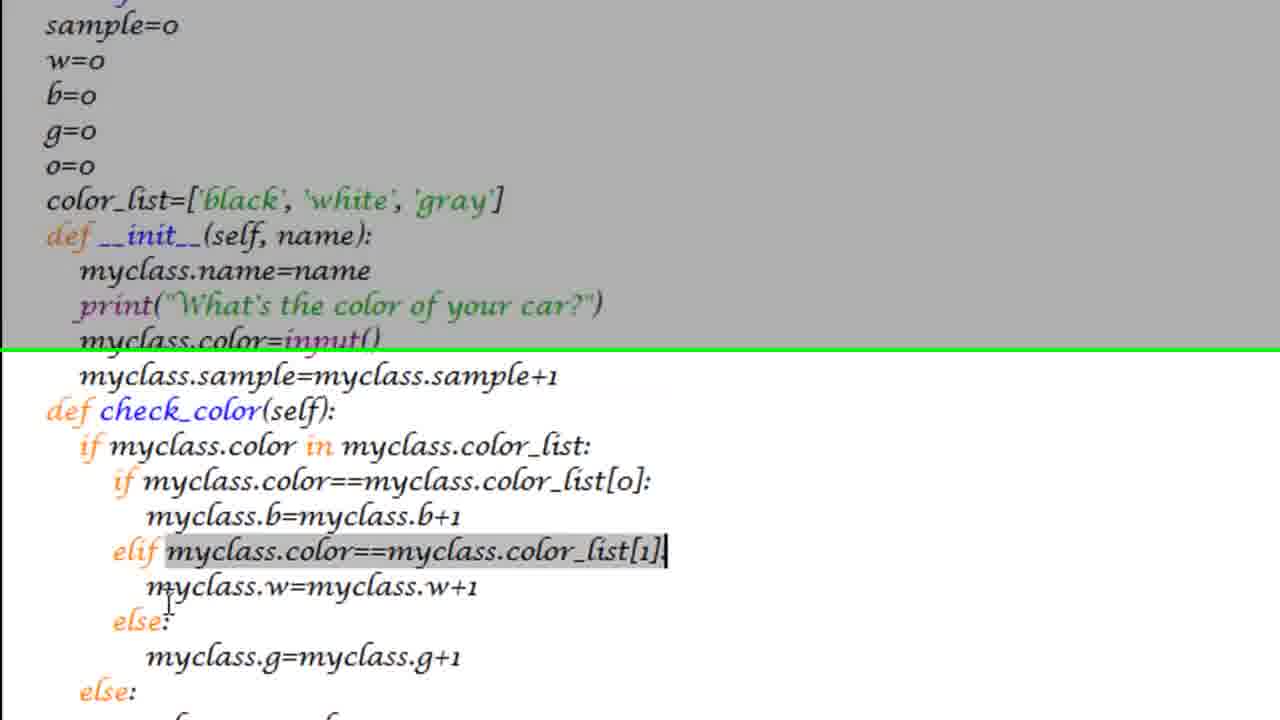 sample=0
w=0
b=0
g=0
o=0
color_list=['black', 'white', 'gray']
def __init__(self, name):
myclass.name=name
print("What's the color of your car?")
myclass.color=input()
myclass.sample=myclass.sample+1
def check_color(self):
if myclass.color in myclass.color_list:
if myclass.color==myclass.color_list[0]:
myclass.b=myclass.b+1
elif myclass.color==myclass.color_list[1]:
myclass.w=myclass.w+1
else:
myclass.g=myclass.g+1
else: